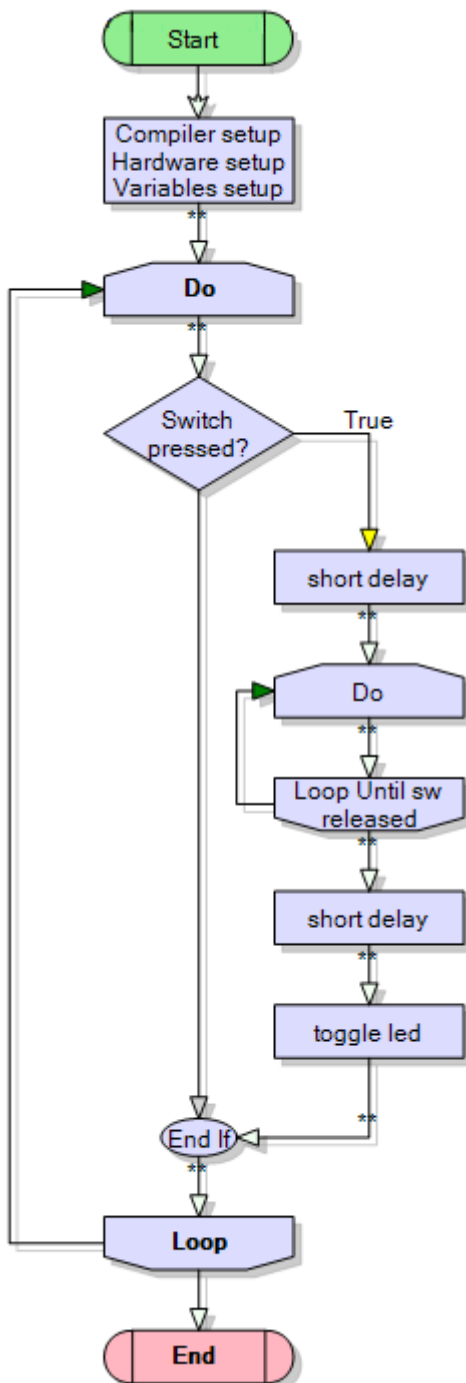 Start
Compiler setup
Hardware setup
Variables setup
**
Do
**
Switch
pressed?
True
short delay
**
Do
**
Loop Until sw
released
**
short delay
**
toggle led
**
End If
**
Loop
End